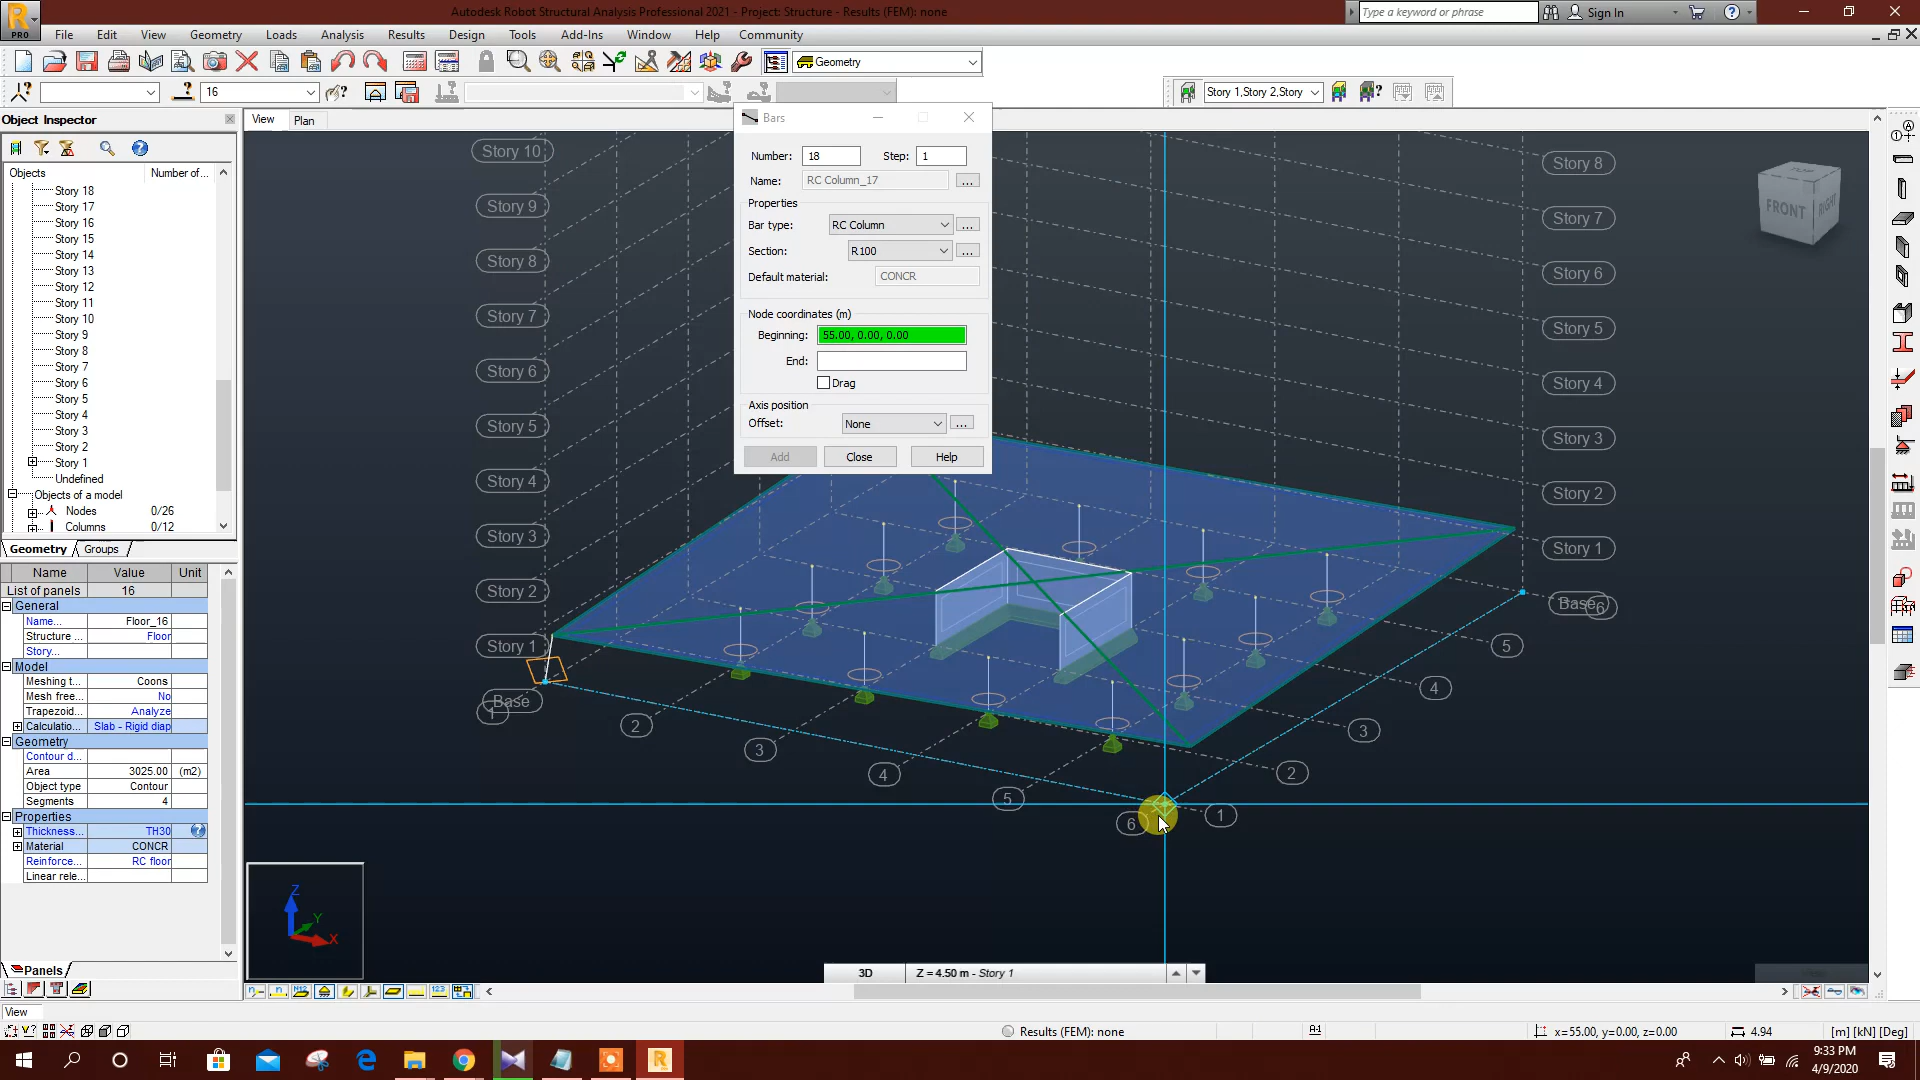 Autodesk Robot Structural Analysis Professional 2021 - Project: Structure - Results (FEM): none
Type a keyword or phrase
Sign In
PRO
File Edit View Geometry Loads Analysis Results Design Tools Add-Ins Window Help Community
Geometry
16
Story 1,Story 2,Story
Object Inspector
View
Plan
Objects
Number of...
Story 18
Story 17
Story 16
Story 15
Story 14
Story 13
Story 12
Story 11
Story 10
Story 9
Story 8
Story 7
Story 6
Story 5
Story 4
Story 3
Story 2
Story 1
Undefined
Objects of a model
Nodes 0/26
Columns 0/12
Geometry Groups
Name Value Unit
List of panels 16
General
Name... Floor_16
Structure ... Floor
Story...
Model
Meshing t... Coons
Mesh free... No
Trapezoid... Analyze
Calculatio... Slab - Rigid diap
Geometry
Contour d...
Area 3025.00 (m2)
Object type Contour
Segments 4
Properties
Thickness... TH30
Material CONCR
Reinforce... RC floor
Linear rele...
Panels
View
Bars
Number: 18 Step: 1
Name: RC Column_17 ...
Properties
Bar type: RC Column ...
Section: R100 ...
Default material: CONCR
Node coordinates (m)
Beginning: 55.00, 0.00, 0.00
End:
Drag
Axis position
Offset: None ...
Add Close Help
Story 10
Story 9
Story 8
Story 7
Story 6
Story 5
Story 4
Story 3
Story 2
Story 1
Base
1
2
3
4
5
6
1
2
3
4
5
6
Story 8
Story 7
Story 6
Story 5
Story 4
Story 3
Story 2
Story 1
Base
TOP
FRONT
RIGHT
Z
Y
X
3D
Z = 4.50 m - Story 1
Results (FEM): none
x=55.00, y=0.00, z=0.00
4.94
[m] [kN] [Deg]
9:33 PM
4/9/2020